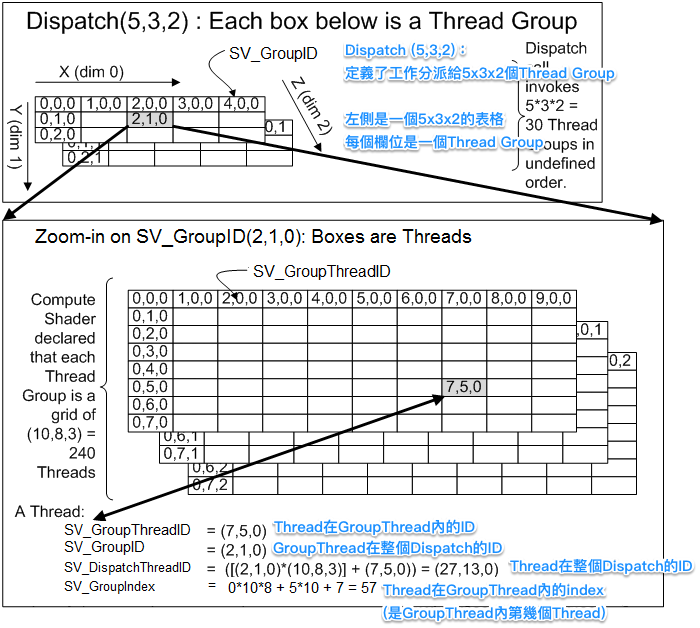 Dispatch(5,3,2) : Each box below is a Thread Group
SV_GroupID
X (dim 0)
Y (dim 1)
Z (dim 2)
0,0,0 1,0,0 2,0,0 3,0,0 4,0,0
0,1,0 2,1,0
0,2,0
0,1
0,1,1
0,2,1
Dispatch (5,3,2)：
定義了工作分派給5x3x2個Thread Group
左側是一個5x3x2的表格
每個欄位是一個Thread Group
Dispatch
call
invokes
5*3*2 =
30 Thread
Groups in
undefined
order.
Zoom-in on SV_GroupID(2,1,0): Boxes are Threads
SV_GroupThreadID
Compute
Shader
declared
that each
Thread
Group is a
grid of
(10,8,3) =
240
Threads
0,0,0 1,0,0 2,0,0 3,0,0 4,0,0 5,0,0 6,0,0 7,0,0 8,0,0 9,0,0
0,1,0
0,2,0
0,3,0
0,4,0
0,5,0 7,5,0
0,6,0
0,7,0
0,1
0,6,1
0,7,1
0,2
0,6,2
0,7,2
A Thread:
SV_GroupThreadID = (7,5,0) Thread在GroupThread內的ID
SV_GroupID = (2,1,0) GroupThread在整個Dispatch的ID
SV_DispatchThreadID = ([(2,1,0)*(10,8,3)] + (7,5,0)) = (27,13,0) Thread在整個Dispatch的ID
SV_GroupIndex = 0*10*8 + 5*10 + 7 = 57 Thread在GroupThread內的index
(是GroupThread內第幾個Thread)